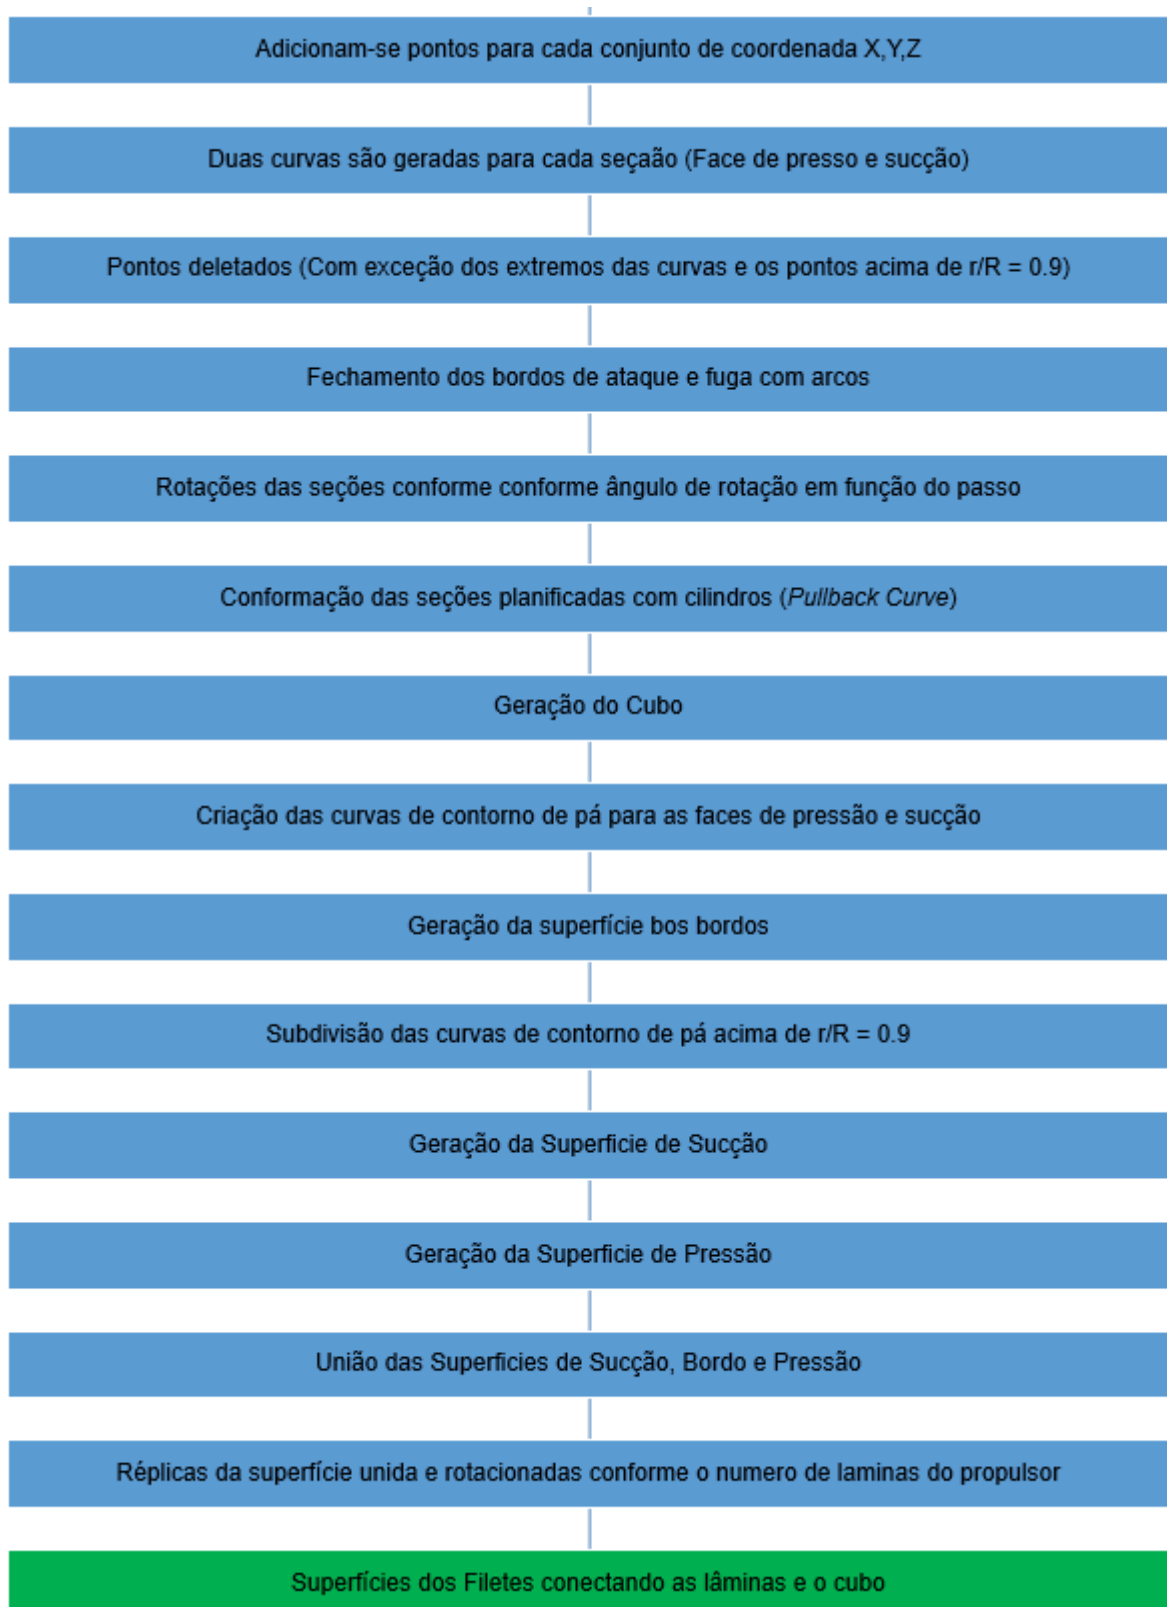 Adicionam-se pontos para cada conjunto de coordenada X,Y,Z
Duas curvas são geradas para cada seçaão (Face de presso e sucção)
Pontos deletados (Com exceção dos extremos das curvas e os pontos acima de r/R = 0.9)
Fechamento dos bordos de ataque e fuga com arcos
Rotações das seções conforme conforme ângulo de rotação em função do passo
Conformação das seções planificadas com cilindros (Pullback Curve)
Geração do Cubo
Criação das curvas de contorno de pá para as faces de pressão e sucção
Geração da superfície bos bordos
Subdivisão das curvas de contorno de pá acima de r/R = 0.9
Geração da Superficie de Sucção
Geração da Superficie de Pressão
União das Superficies de Sucção, Bordo e Pressão
Réplicas da superfície unida e rotacionadas conforme o numero de laminas do propulsor
Superfícies dos Filetes conectando as lâminas e o cubo